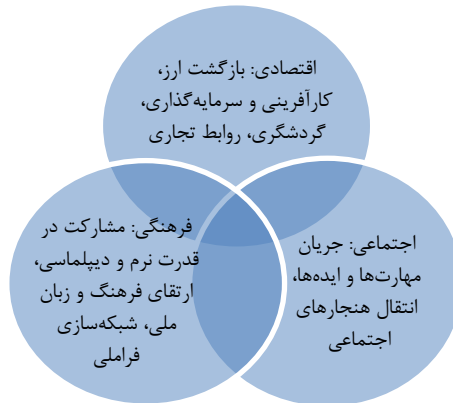 اقتصادی: بازگشت ارز،
کارآفرینی و سرمایه‌گذاری،
گردشگری، روابط تجاری
فرهنگی: مشارکت در
قدرت نرم و دیپلماسی،
ارتقای فرهنگ و زبان
ملی، شبکه‌سازی
فراملی
اجتماعی: جریان
مهارت‌ها و ایده‌ها،
انتقال هنجارهای
اجتماعی